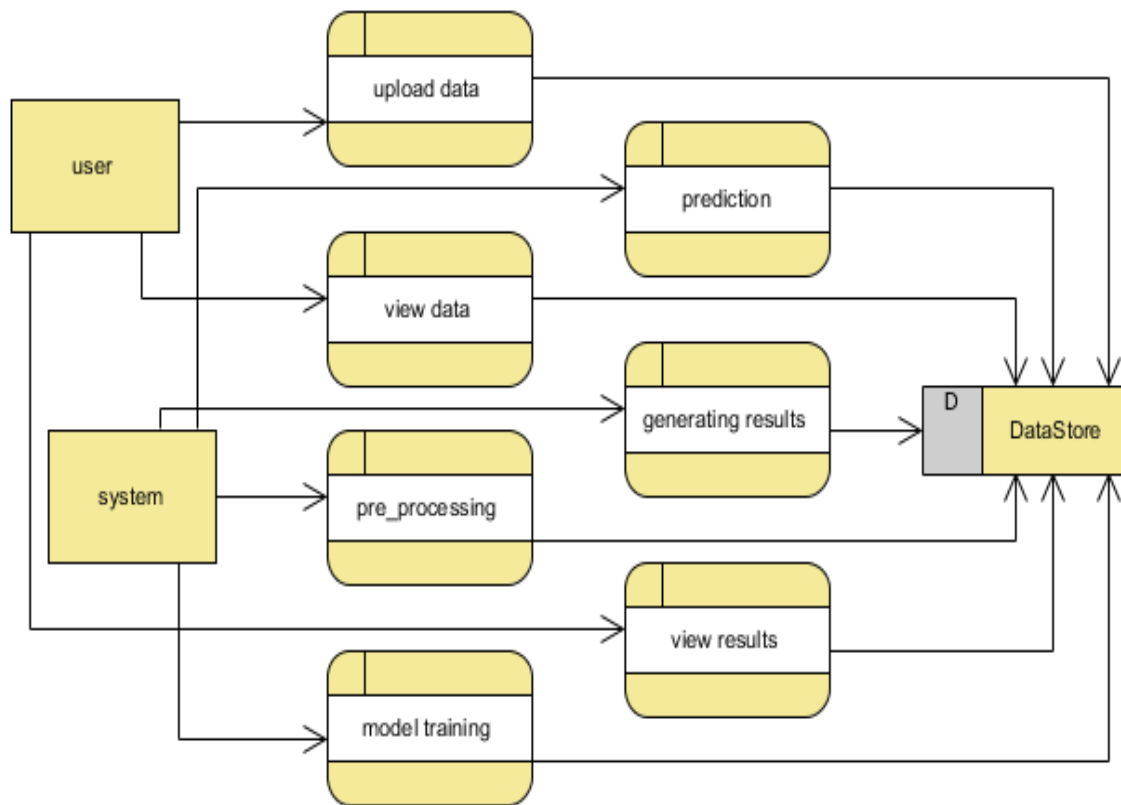 upload data
user
prediction
view data
D
generating results
DataStore
system
pre_processing
view results
model training